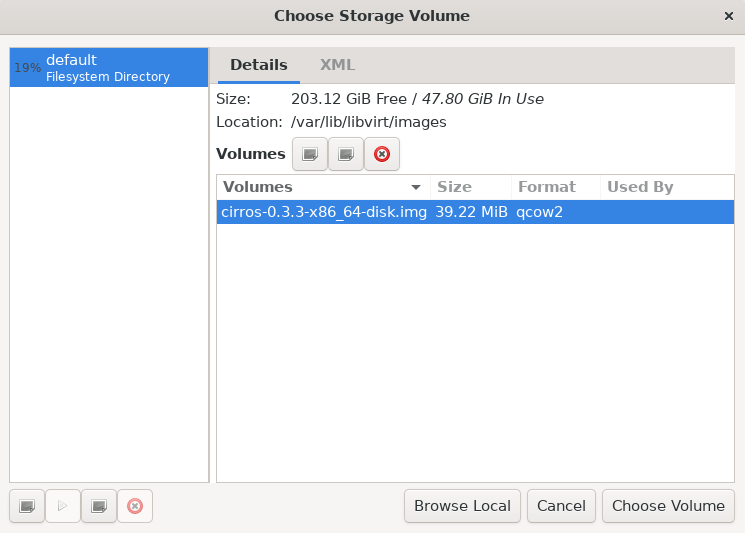 Choose Storage Volume
19% default
Filesystem Directory
Details XML
Size: 203.12 GiB Free / 47.80 GiB In Use
Location: /var/lib/libvirt/images
Volumes
Volumes Size Format Used By
cirros-0.3.3-x86_64-disk.img 39.22 MiB qcow2
Browse Local Cancel Choose Volume